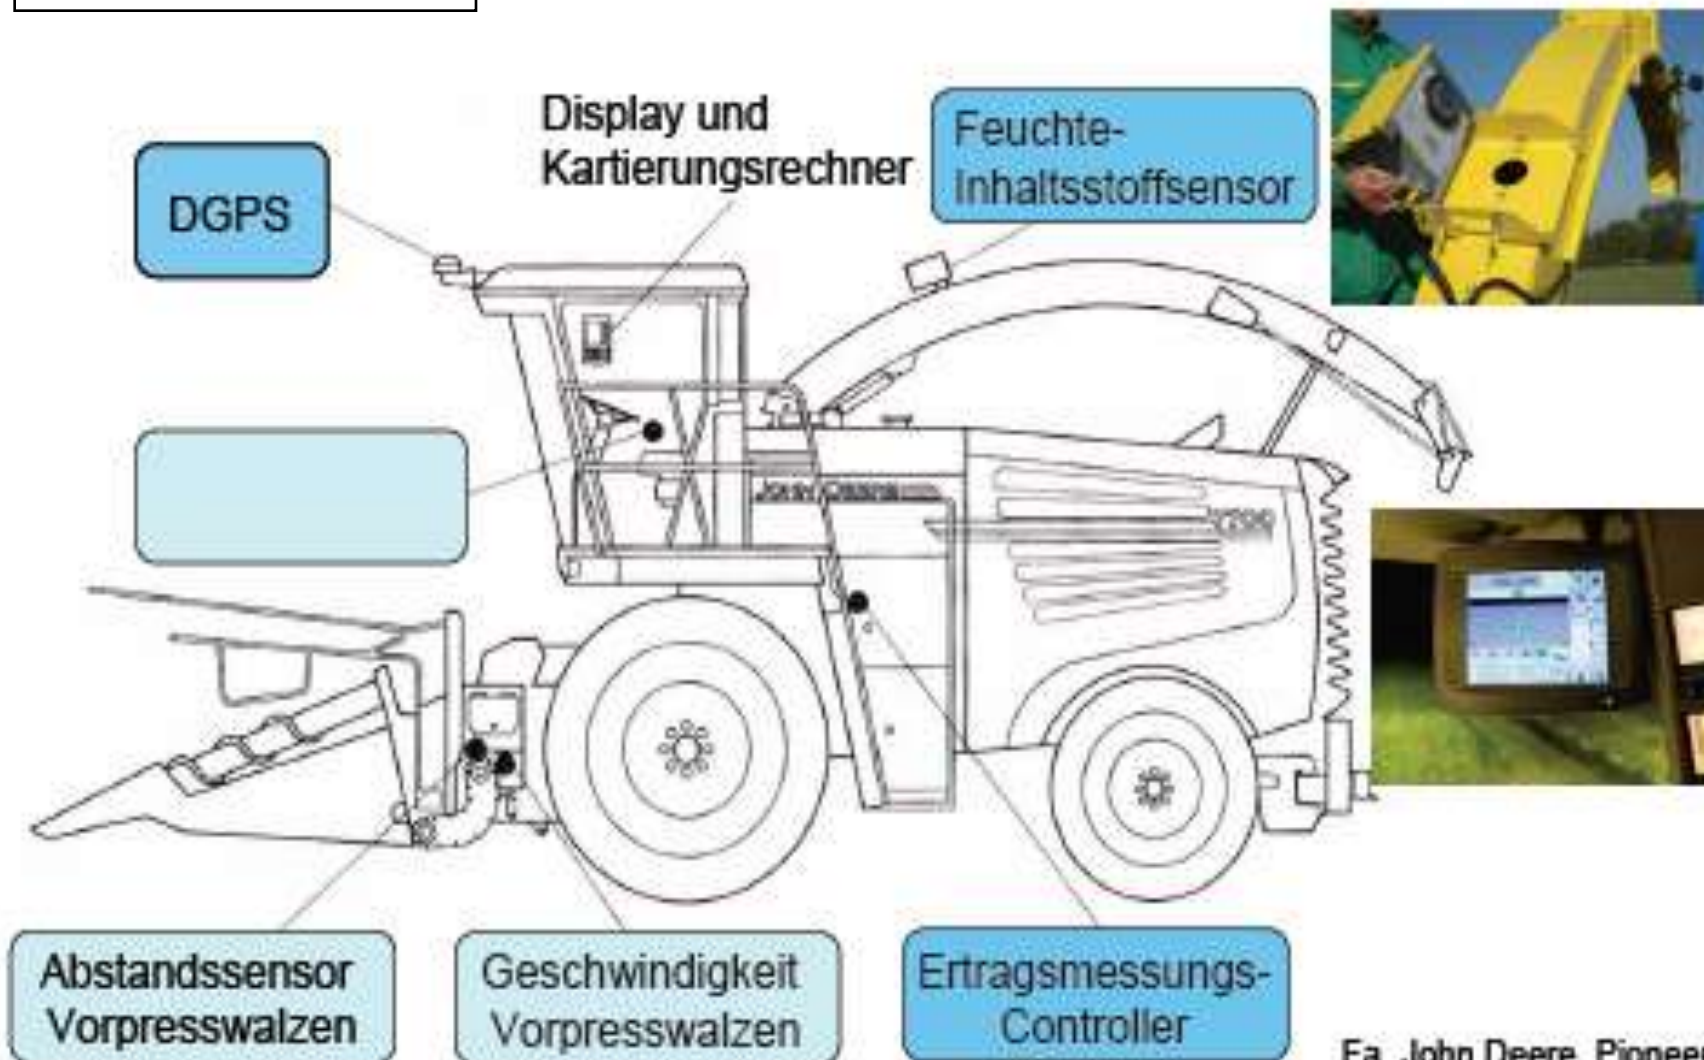 Display und
Kartierungsrechner
Feuchte-
Inhaltsstoffsensor
DGPS
JOHN DEERE
Abstandssensor
Vorpresswalzen
Geschwindigkeit
Vorpresswalzen
Ertragsmessungs-
Controller
Fa. John Deere, Pioneer